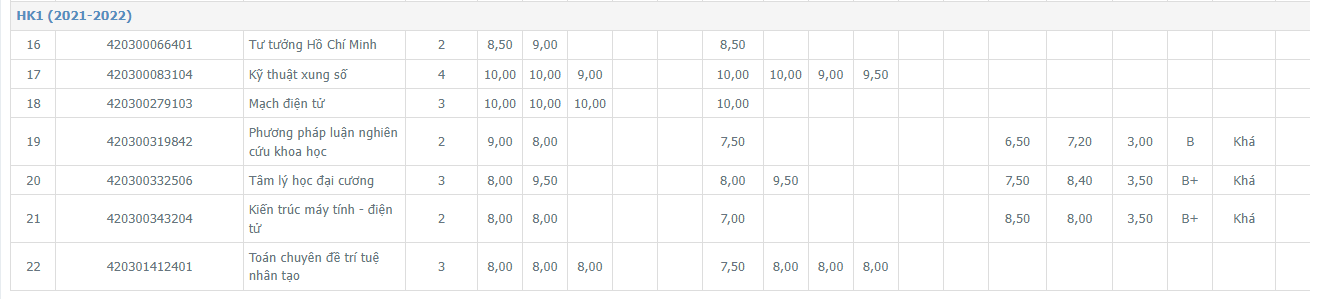 HK1 (2021-2022)
16 420300066401 Tư tưởng Hồ Chí Minh 2 8,50 9,00 8,50
17 420300083104 Kỹ thuật xung số 4 10,00 10,00 9,00 10,00 10,00 9,00 9,50
18 420300279103 Mạch điện tử 3 10,00 10,00 10,00 10,00
19 420300319842 Phương pháp luận nghiên
cứu khoa học 2 9,00 8,00 7,50 6,50 7,20 3,00 B Khá
20 420300332506 Tâm lý học đại cương 3 8,00 9,50 8,00 9,50 7,50 8,40 3,50 B+ Khá
21 420300343204 Kiến trúc máy tính - điện
tử 2 8,00 8,00 7,00 8,50 8,00 3,50 B+ Khá
22 420301412401 Toán chuyên đề trí tuệ
nhân tạo 3 8,00 8,00 8,00 7,50 8,00 8,00 8,00